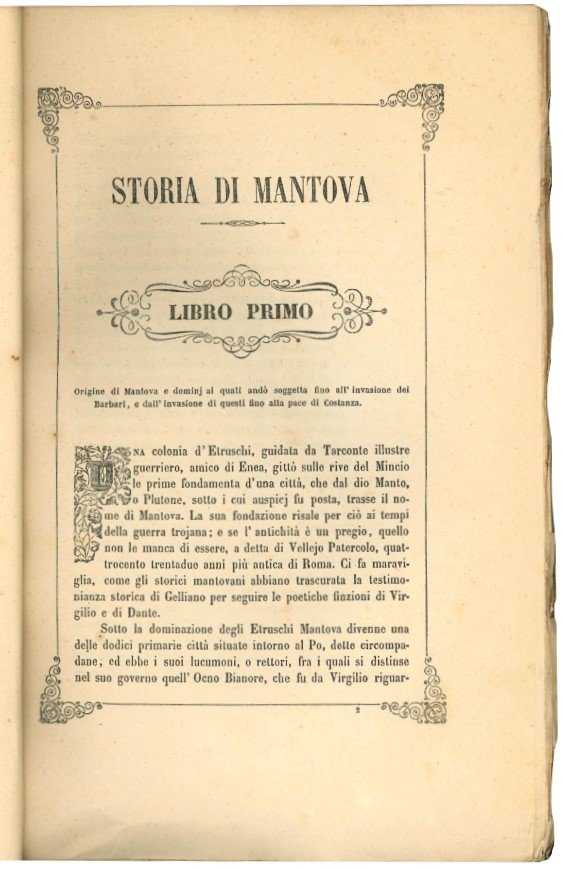 STORIA DI MANTOVA
LIBRO PRIMO
Origine di Mantova e dominj ai quali andò soggetta fino all' invasione dei
Barbari, e dall' invasione di questi fino alla pace di Costanza.
UNA colonia d' Etruschi, guidata da Tarconte illustre
guerriero, amico di Enea, gittò sulle rive del Mincio
le prime fondamenta d' una città, che dal dio Manto,
o Plutone, sotto i cui auspicj fu posta, trasse il no-
me di Mantova. La sua fondazione risale per ciò ai tempi
della guerra trojana; e se l' antichità è un pregio, quello
non le manca di essere, a detta di Vellejo Patercolo, quat-
trocento trentadue anni più antica di Roma. Ci fa maravi-
glia, come gli storici mantovani abbiano trascurata la testimo-
nianza storica di Gelliano per seguire le poetiche finzioni di Vir-
gilio e di Dante.
Sotto la dominazione degli Etruschi Mantova divenne una
delle dodici primarie città situate intorno al Po, dette circompa-
dane; ed ebbe i suoi lucumoni, o rettori, fra i quali si distinse
nel suo governo quell' Ocno Bianore, che fu da Virgilio riguar-
2